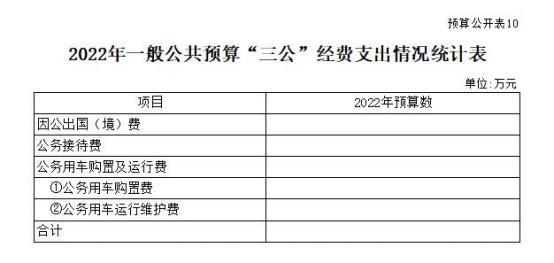 预算公开表10
2022年一般公共预算“三公”经费支出情况统计表
单位:万元
项目 2022年预算数
因公出国（境）费
公务接待费
公务用车购置及运行费
①公务用车购置费
②公务用车运行维护费
合计